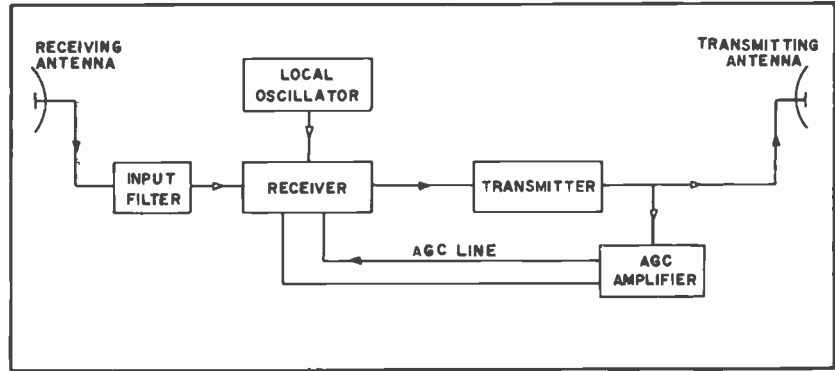 RECEIVING
ANTENNA
TRANSMITTING
ANTENNA
LOCAL
OSCILLATOR
INPUT
FILTER
RECEIVER
TRANSMITTER
AGC LINE
AGC
AMPLIFIER